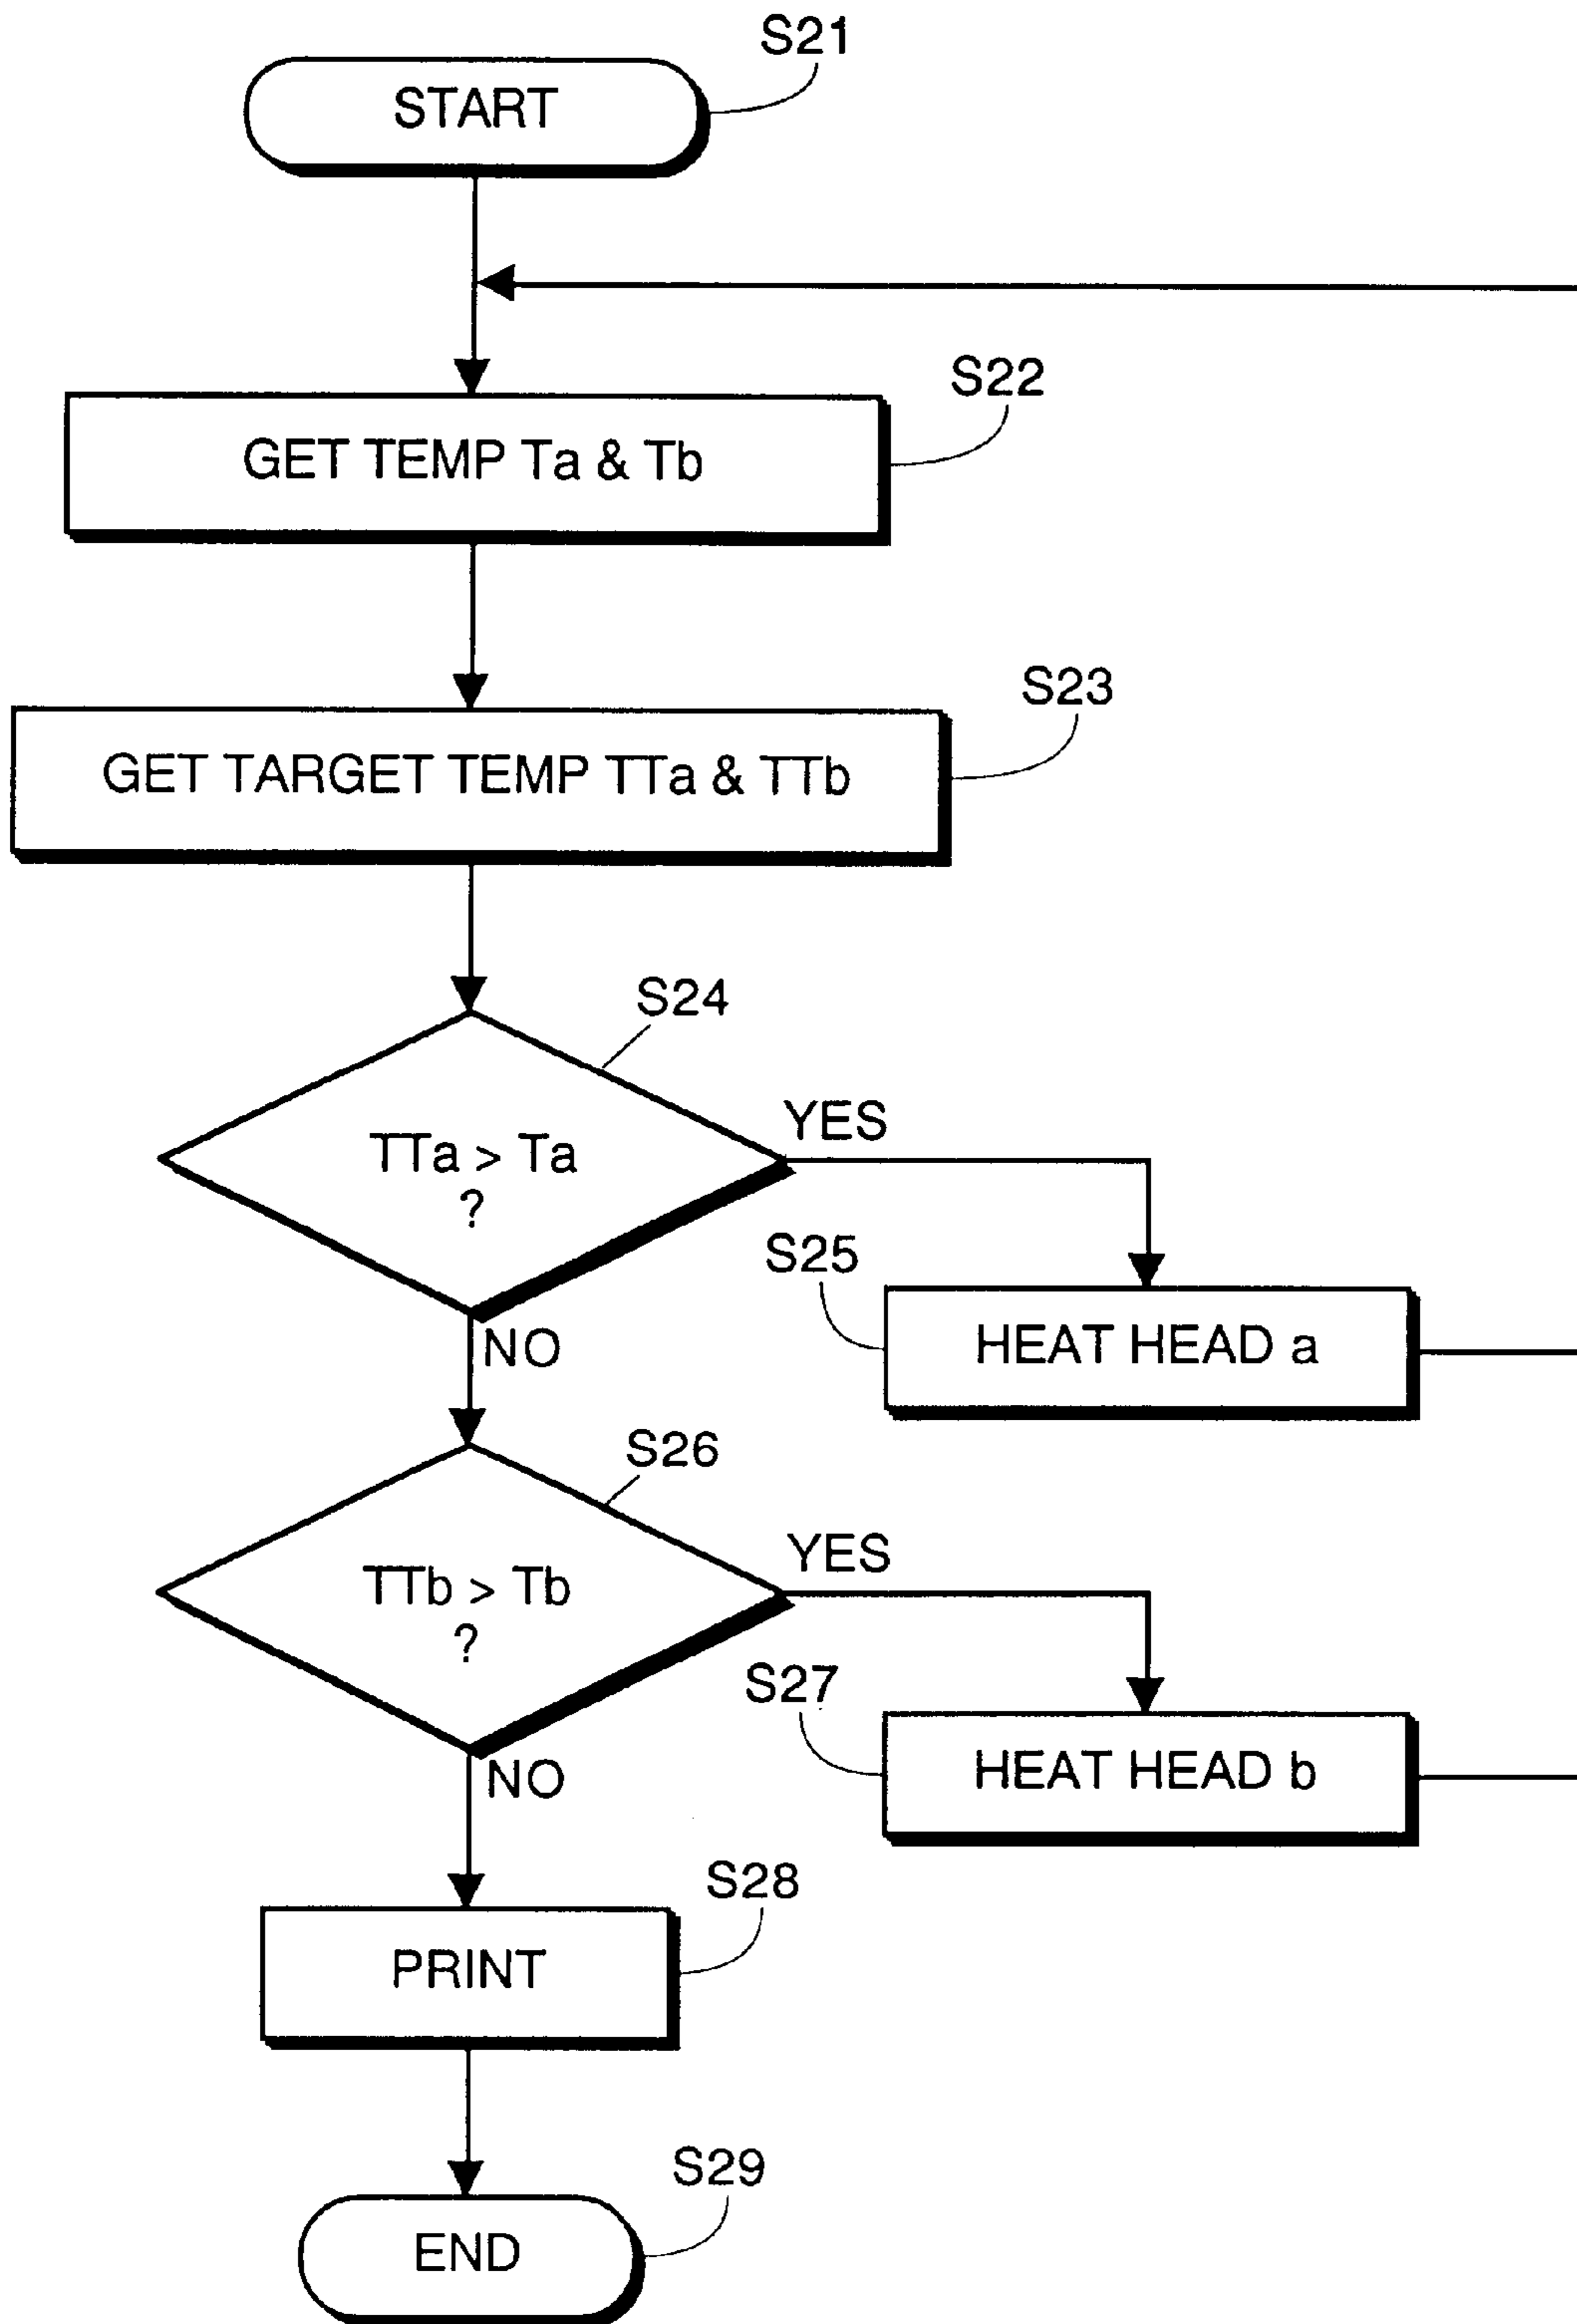 S21
START
S22
GET TEMP Ta & Tb
S23
GET TARGET TEMP TTa & TTb
S24
YES
TTa > Ta
?
S25
HEAT HEAD a
NO
S26
YES
TTb > Tb
?
S27
HEAT HEAD b
NO
S28
PRINT
S29
END